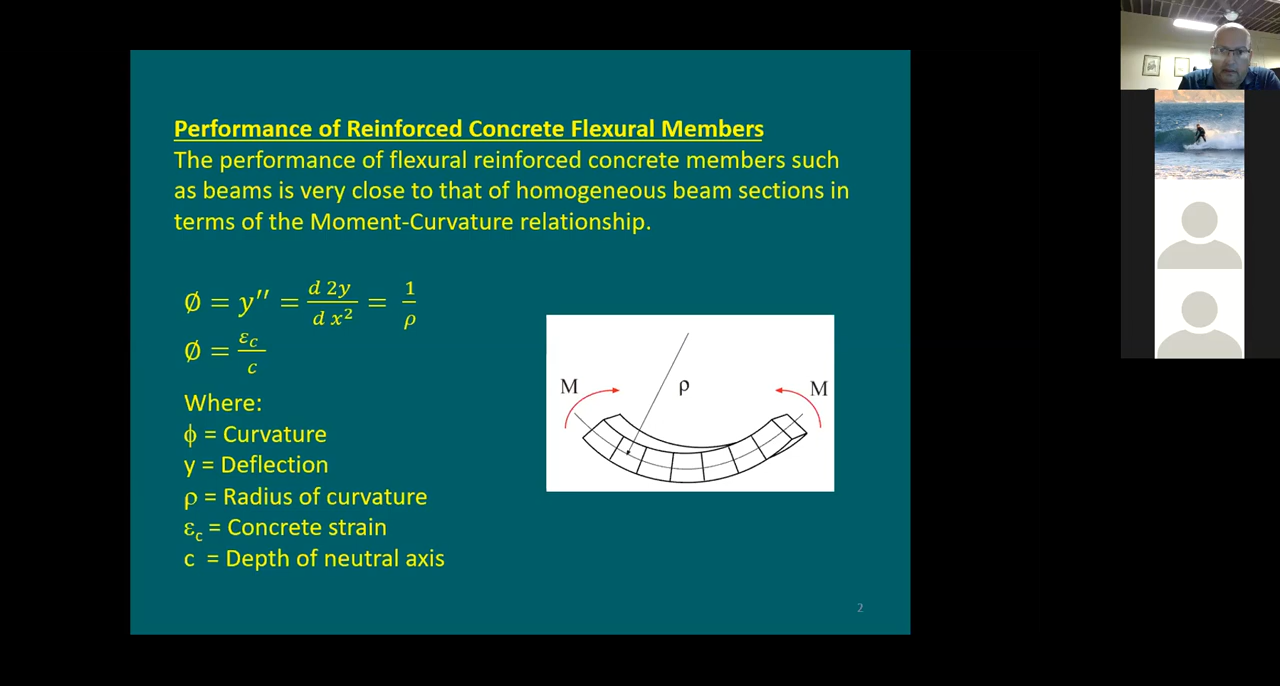 Performance of Reinforced Concrete Flexural Members
The performance of flexural reinforced concrete members such
as beams is very close to that of homogeneous beam sections in
terms of the Moment-Curvature relationship.
Ø = y′′ = d 2y / d x² = 1 / ρ
Ø = εc / c
Where:
ϕ = Curvature
y = Deflection
ρ = Radius of curvature
εc = Concrete strain
c = Depth of neutral axis
M ρ M
2